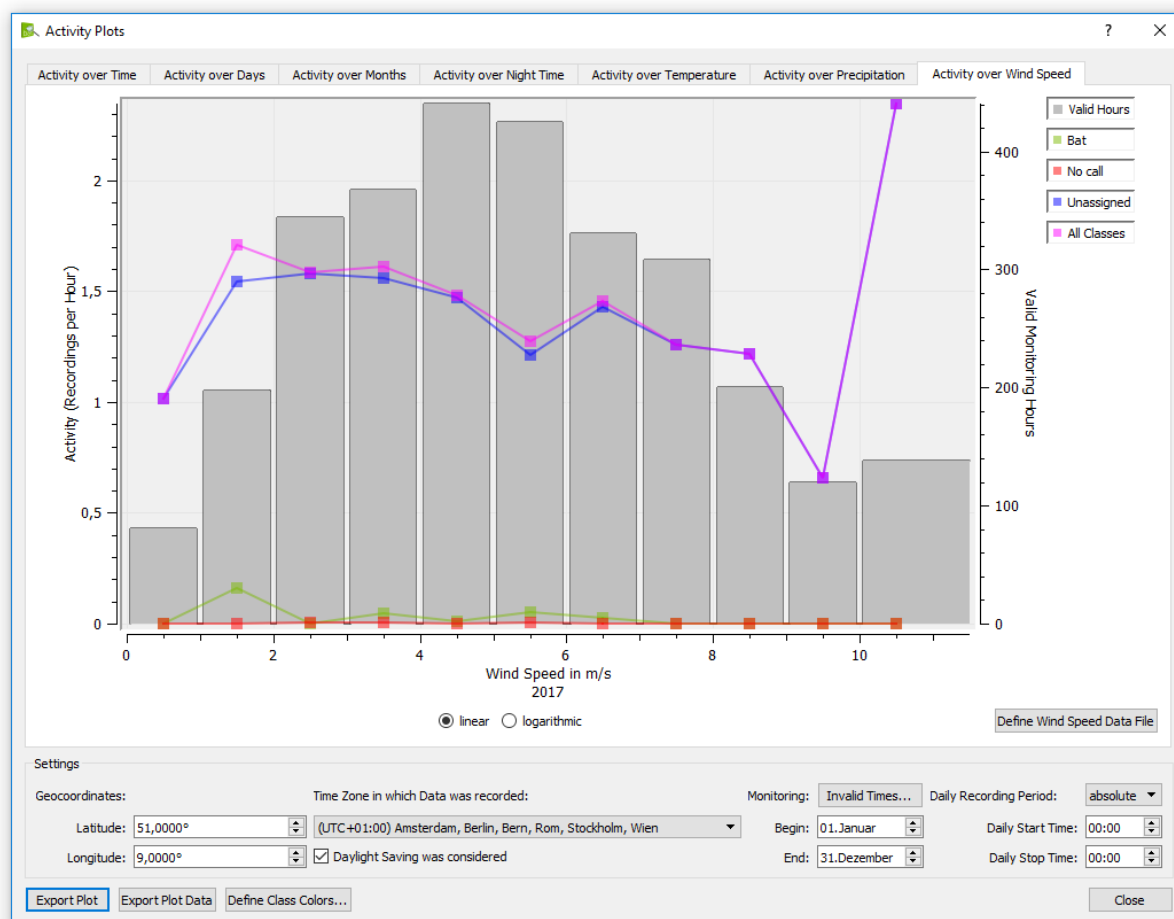 Activity Plots
?
Activity over Time Activity over Days Activity over Months Activity over Night Time Activity over Temperature Activity over Precipitation Activity over Wind Speed
Valid Hours
Bat
No call
Unassigned
All Classes
Activity (Recordings per Hour)
2
1,5
1
0,5
0
400
300
200
100
0
Valid Monitoring Hours
0 2 4 6 8 10
Wind Speed in m/s
2017
linear logarithmic
Define Wind Speed Data File
Settings
Geocoordinates: Time Zone in which Data was recorded: Monitoring: Invalid Times... Daily Recording Period: absolute
Latitude: 51,0000° (UTC+01:00) Amsterdam, Berlin, Bern, Rom, Stockholm, Wien Begin: 01.Januar Daily Start Time: 00:00
Longitude: 9,0000° Daylight Saving was considered End: 31.Dezember Daily Stop Time: 00:00
Export Plot Export Plot Data Define Class Colors... Close